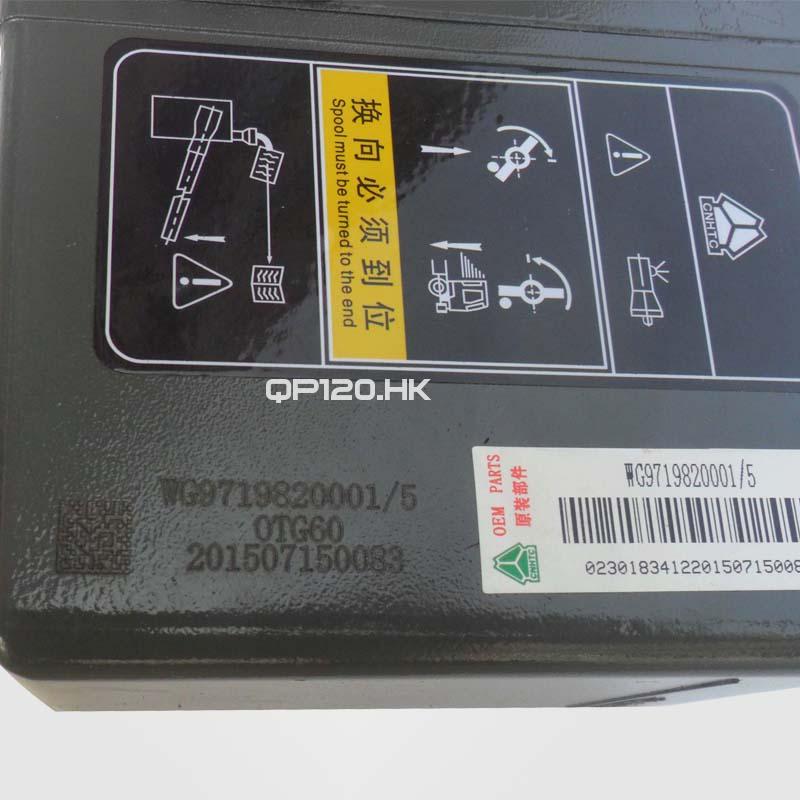 换向必须到位
Spool must be turned to the end
CNHTC
QP120.HK
WG9719820001/5
OTG60
201507150083
OEM PARTS
原装部件
CNHTC
WG9719820001/5
023018341220150715008